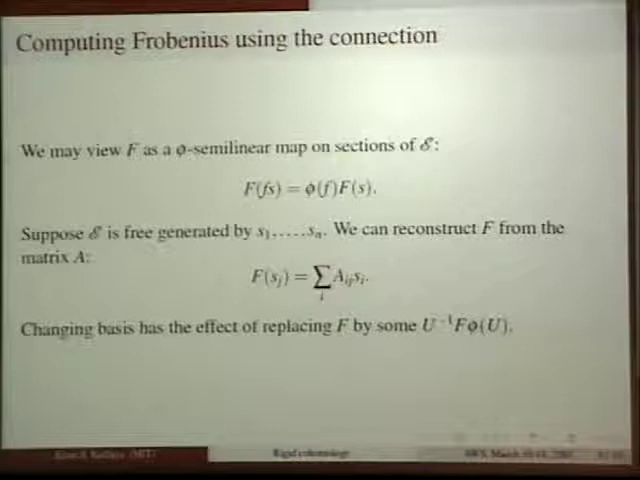 Computing Frobenius using the connection
We may view F as a ϕ-semilinear map on sections of ℰ:
F(fs) = ϕ(f)F(s).
Suppose ℰ is free generated by s₁,…,sₙ. We can reconstruct F from the
matrix A:
F(sⱼ) = ∑ᵢ Aᵢⱼsᵢ.
Changing basis has the effect of replacing F by some U⁻¹Fϕ(U).
(MIT)
Rigid cohomology